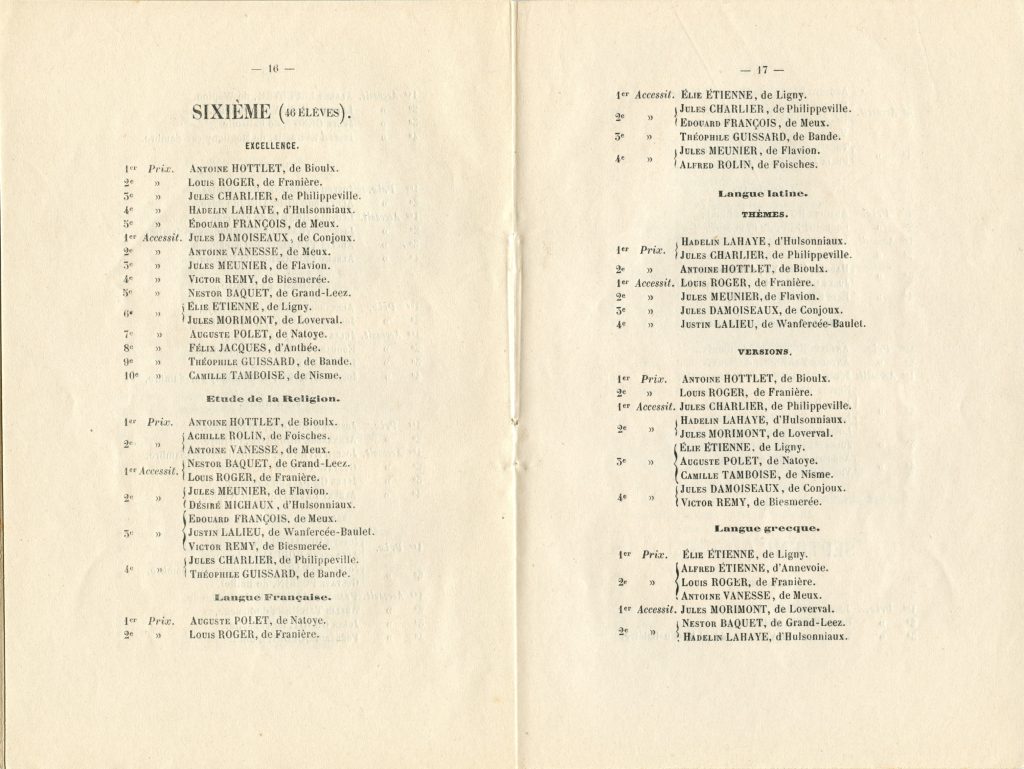 — 16 —
SIXIÈME (46 ÉLÈVES).
EXCELLENCE.
1er Prix. Antoine HOTTLET, de Bioulx.
2e » Louis ROGER, de Franière.
3e » Jules CHARLIER, de Philippeville.
4e » Hadelin LAHAYE, d'Hulsonniaux.
5e » Édouard FRANÇOIS, de Meux.
1er Accessit. Jules DAMOISEAUX, de Conjoux.
2e » Antoine VANESSE, de Meux.
3e » Jules MEUNIER, de Flavion.
4e » Victor REMY, de Biesmerée.
5e » Nestor BAQUET, de Grand-Leez.
6e » Élie ETIENNE, de Ligny.
Jules MORIMONT, de Loverval.
7e » Auguste POLET, de Natoye.
8e » Félix JACQUES, d'Anthée.
9e » Théophile GUISSARD, de Bande.
10e » Camille TAMBOISE, de Nisme.
Etude de la Religion.
1er Prix. Antoine HOTTLET, de Bioulx.
2e » Achille ROLIN, de Foisches.
Antoine VANESSE, de Meux.
1er Accessit. Nestor BAQUET, de Grand-Leez.
Louis ROGER, de Franière.
2e » Jules MEUNIER, de Flavion.
Désiré MICHAUX, d'Hulsonniaux.
3e » Edouard FRANÇOIS, de Meux.
Justin LALIEU, de Wanfercée-Baulet.
Victor REMY, de Biesmerée.
4e » Jules CHARLIER, de Philippeville.
Théophile GUISSARD, de Bande.
Langue Française.
1er Prix. Auguste POLET, de Natoye.
2e » Louis ROGER, de Franière.
— 17 —
1er Accessit. Élie ÉTIENNE, de Ligny.
2e » Jules CHARLIER, de Philippeville.
Edouard FRANÇOIS, de Meux.
3e » Théophile GUISSARD, de Bande.
4e » Jules MEUNIER, de Flavion.
Alfred ROLIN, de Foisches.
Langue latine.
THÈMES.
1er Prix. Hadelin LAHAYE, d'Hulsonniaux.
Jules CHARLIER, de Philippeville.
2e » Antoine HOTTLET, de Bioulx.
1er Accessit. Louis ROGER, de Franière.
2e » Jules MEUNIER, de Flavion.
3e » Jules DAMOISEAUX, de Conjoux.
4e » Justin LALIEU, de Wanfercée-Baulet.
VERSIONS.
1er Prix. Antoine HOTTLET, de Bioulx.
2e » Louis ROGER, de Franière.
1er Accessit. Jules CHARLIER, de Philippeville.
2e » Hadelin LAHAYE, d'Hulsonniaux.
Jules MORIMONT, de Loverval.
3e » Élie ÉTIENNE, de Ligny.
Auguste POLET, de Natoye.
Camille TAMBOISE, de Nisme.
4e » Jules DAMOISEAUX, de Conjoux.
Victor REMY, de Biesmerée.
Langue grecque.
1er Prix. Élie ÉTIENNE, de Ligny.
2e » Alfred ÉTIENNE, d'Annevoie.
Louis ROGER, de Franière.
Antoine VANESSE, de Meux.
1er Accessit. Jules MORIMONT, de Loverval.
2e » Nestor BAQUET, de Grand-Leez.
Hadelin LAHAYE, d'Hulsonniaux.